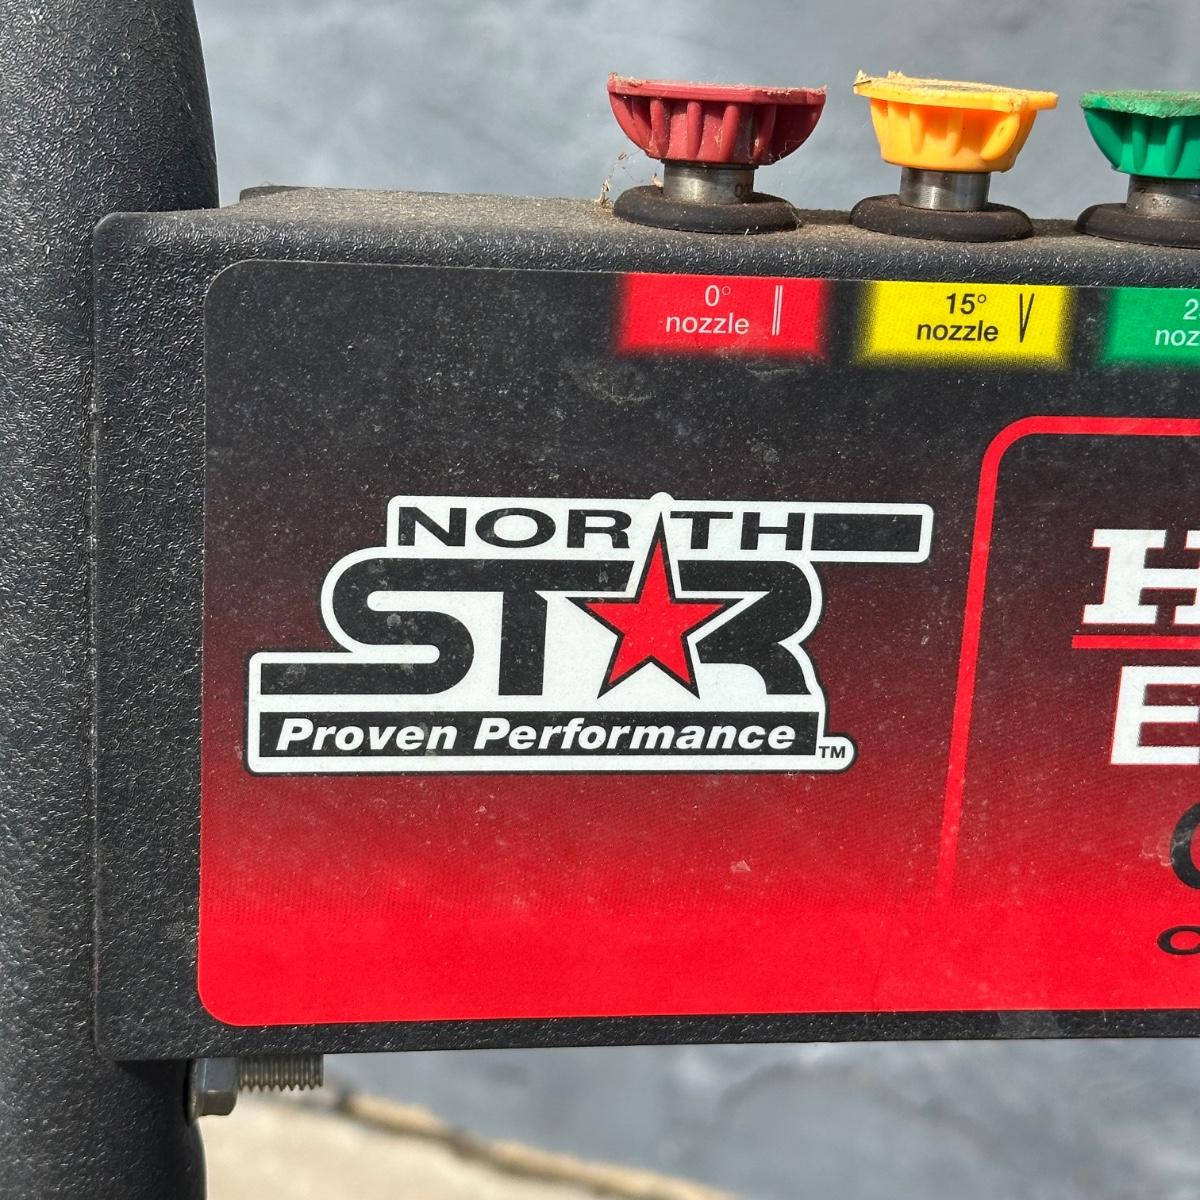 0° nozzle
15° nozzle
NORTH
STAR
Proven Performance ™